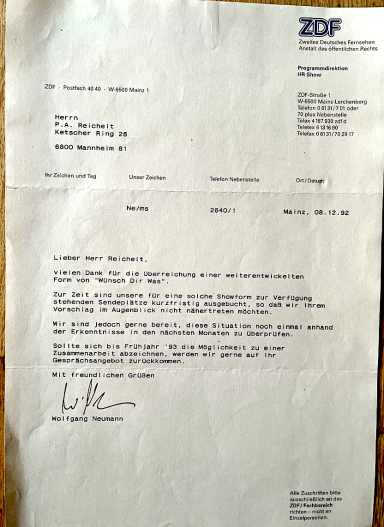 ZDF
Zweites Deutsches Fernsehen
Anstalt des öffentlichen Rechts
Programmdirektion
HR Show
ZDF · Postfach 40 40 · W-6500 Mainz 1
ZDF-Straße 1
W-6500 Mainz-Lerchenberg
Telefon 0 61 31/7 01 oder
70 plus Nebenstelle
Telex 4 187 930 zdf d
Teletex 6 13 16 80
Telefax 0 61 31/70 29 17
Herrn
P.A. Reichelt
Ketscher Ring 26
6800 Mannheim 81
Ihr Zeichen und Tag
Unser Zeichen
Telefon Nebenstelle
Ort/Datum
Ne/ms
2840/1
Mainz, 08.12.92
Lieber Herr Reichelt,
vielen Dank für die Überreichung einer weiterentwickelten
Form von "Wünsch Dir Was".
Zur Zeit sind unsere für eine solche Showform zur Verfügung
stehenden Sendeplätze kurzfristig ausgebucht, so daß wir Ihrem
Vorschlag im Augenblick nicht nähertreten möchten.
Wir sind jedoch gerne bereit, diese Situation noch einmal anhand
der Erkenntnisse in den nächsten Monaten zu überprüfen.
Sollte sich bis Frühjahr '93 die Möglichkeit zu einer
Zusammenarbeit abzeichnen, werden wir gerne auf Ihr
Gesprächsangebot zurückkommen.
Mit freundlichen Grüßen
Wolfgang Neumann
Alle Zuschriften bitte
ausschließlich an das
ZDF/Fachbereich
richten – nicht an
Einzelpersonen.